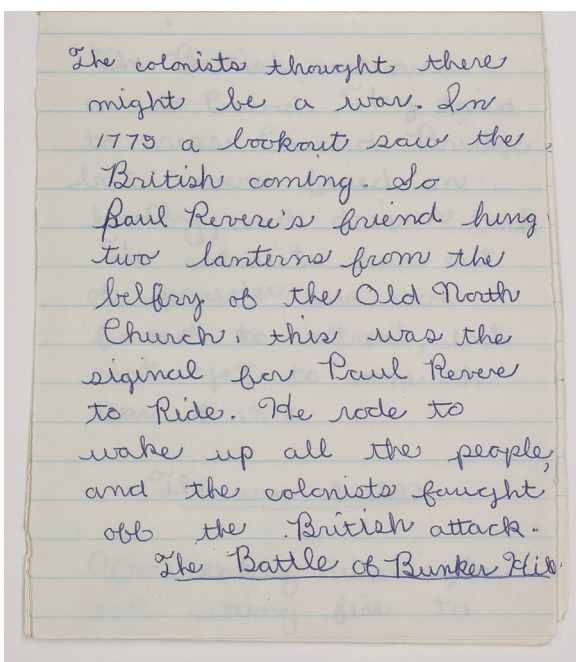 The colonists thought there
might be a war. In
1775 a lookout saw the
British coming. So
Paul Revere's friend hung
two lanterns from the
belfry of the Old North
Church, this was the
siginal for Paul Revere
to Ride. He rode to
wake up all the people,
and the colonists faught
off the British attack.
The Battle of Bunker Hill.